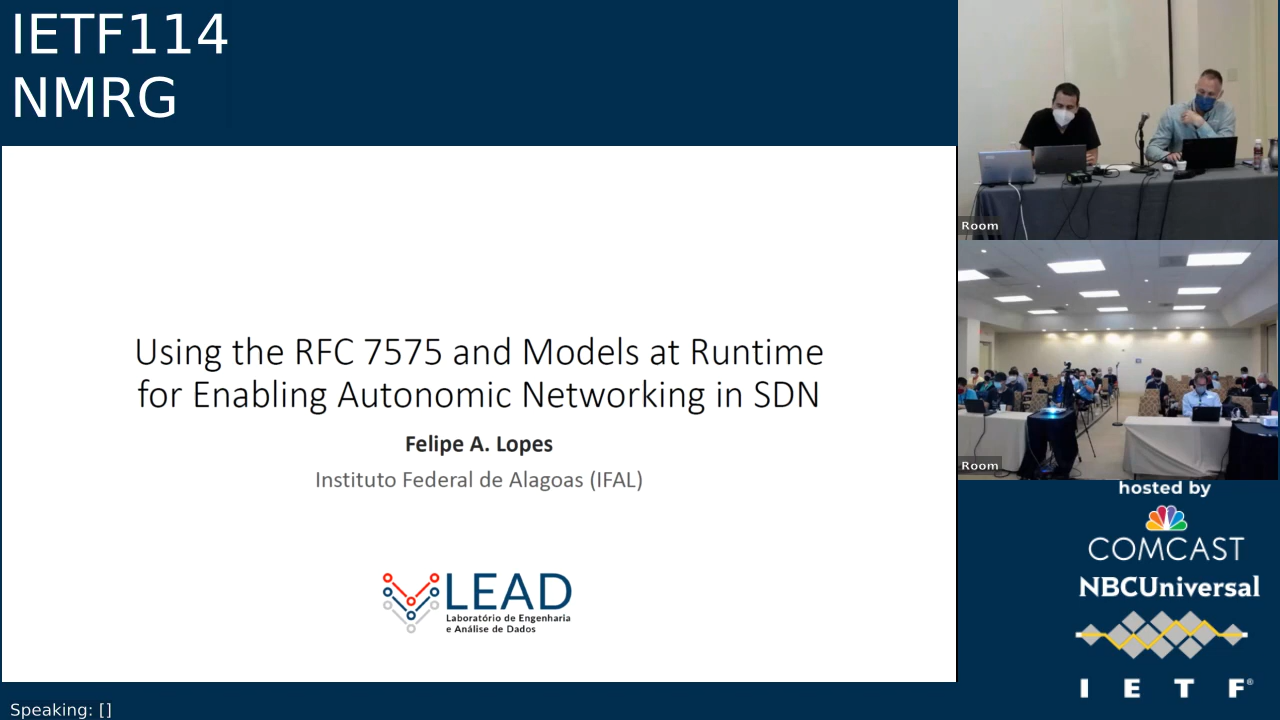 IETF114
NMRG
Using the RFC 7575 and Models at Runtime
for Enabling Autonomic Networking in SDN
Felipe A. Lopes
Instituto Federal de Alagoas (IFAL)
LEAD
Laboratório de Engenharia
e Análise de Dados
Room
Room
hosted by
COMCAST
NBCUniversal
I E T F®
Speaking: []